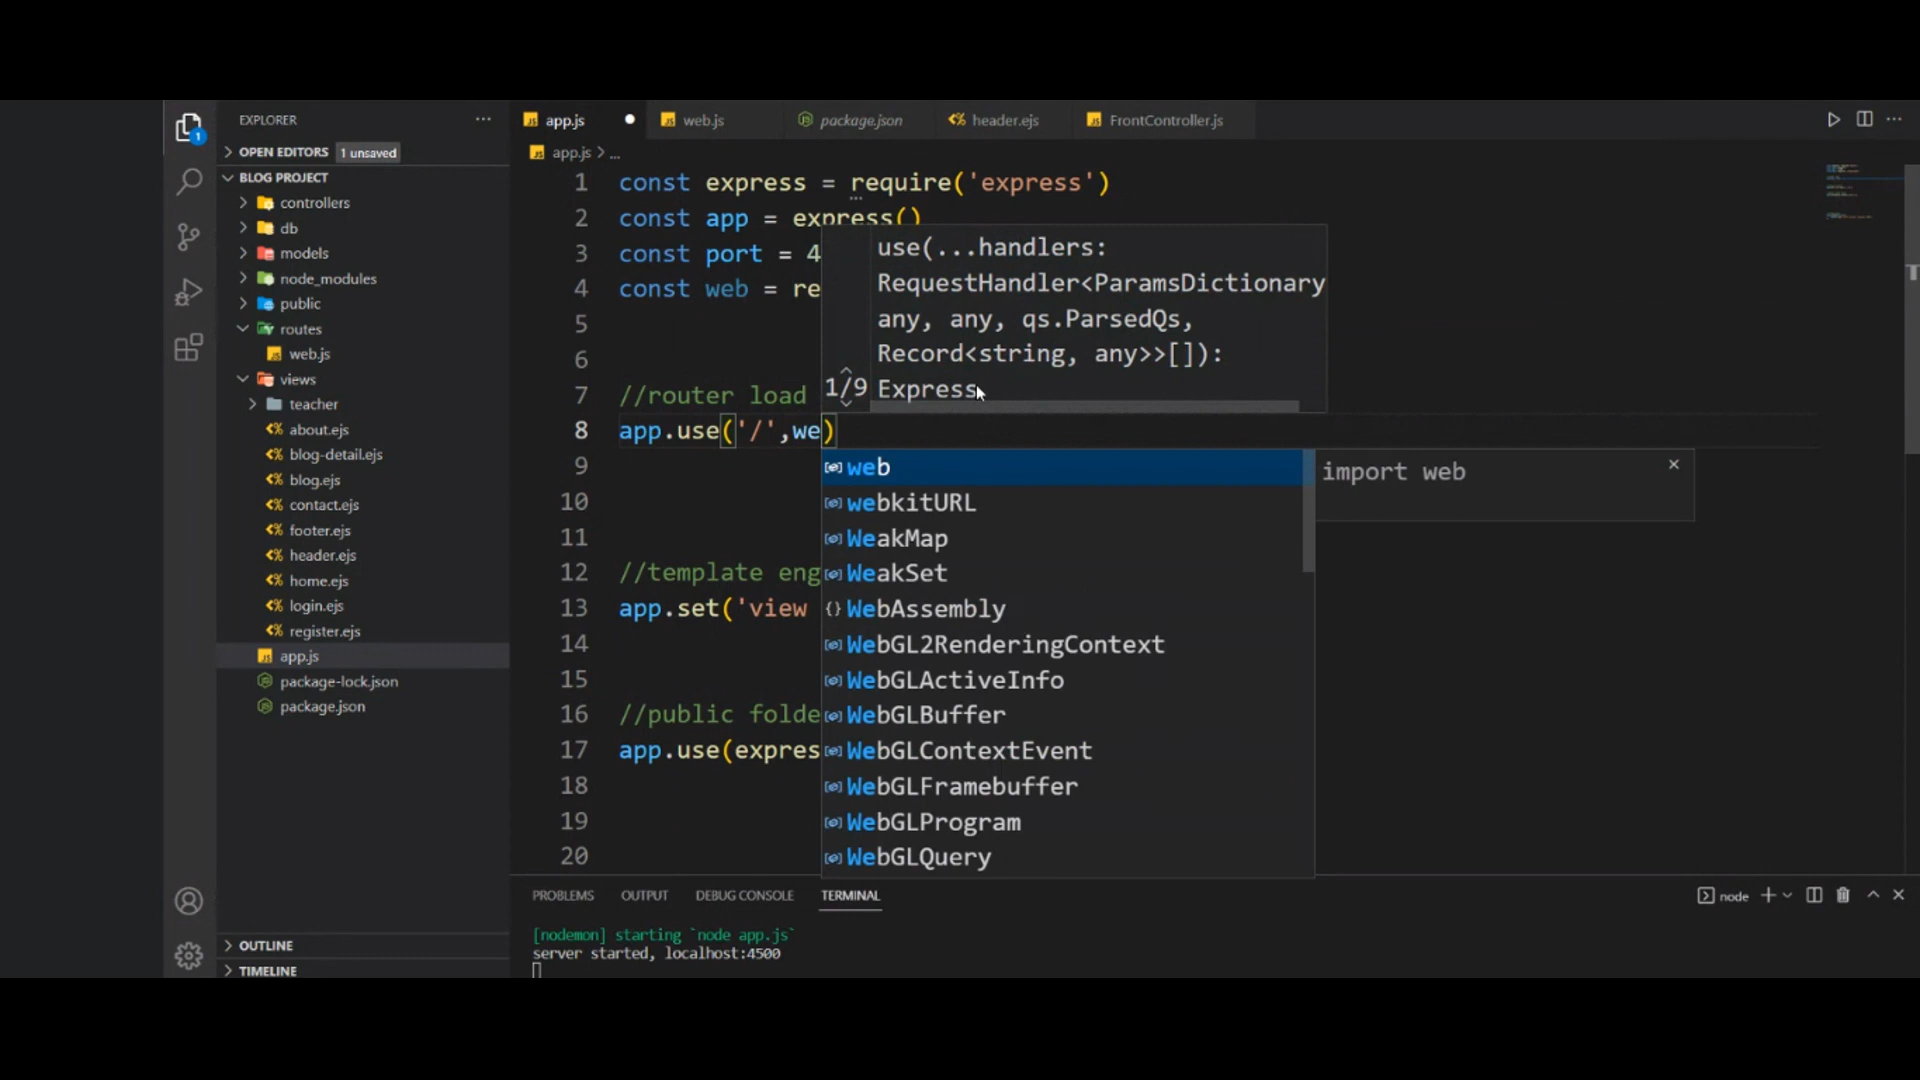 EXPLORER
OPEN EDITORS 1 unsaved
BLOG PROJECT
controllers
db
models
node_modules
public
routes
web.js
views
teacher
about.ejs
blog-detail.ejs
blog.ejs
contact.ejs
footer.ejs
header.ejs
home.ejs
login.ejs
register.ejs
app.js
package-lock.json
package.json
OUTLINE
TIMELINE
1
app.js
web.js
package.json
header.ejs
FrontController.js
app.js > ...
1 const express = require('express')
2 const app = express()
3 const port = 4
4 const web = re
5
6
7 //router load
8 app.use('/',we)
9
10
11
12 //template eng
13 app.set('view
14
15
16 //public folde
17 app.use(expres
18
19
20
use(...handlers:
RequestHandler<ParamsDictionary
any, any, qs.ParsedQs,
Record<string, any>>[]):
1/9 Express
web
webkitURL
WeakMap
WeakSet
WebAssembly
WebGL2RenderingContext
WebGLActiveInfo
WebGLBuffer
WebGLContextEvent
WebGLFramebuffer
WebGLProgram
WebGLQuery
import web
PROBLEMS OUTPUT DEBUG CONSOLE TERMINAL
node
[nodemon] starting `node app.js`
server started, localhost:4500